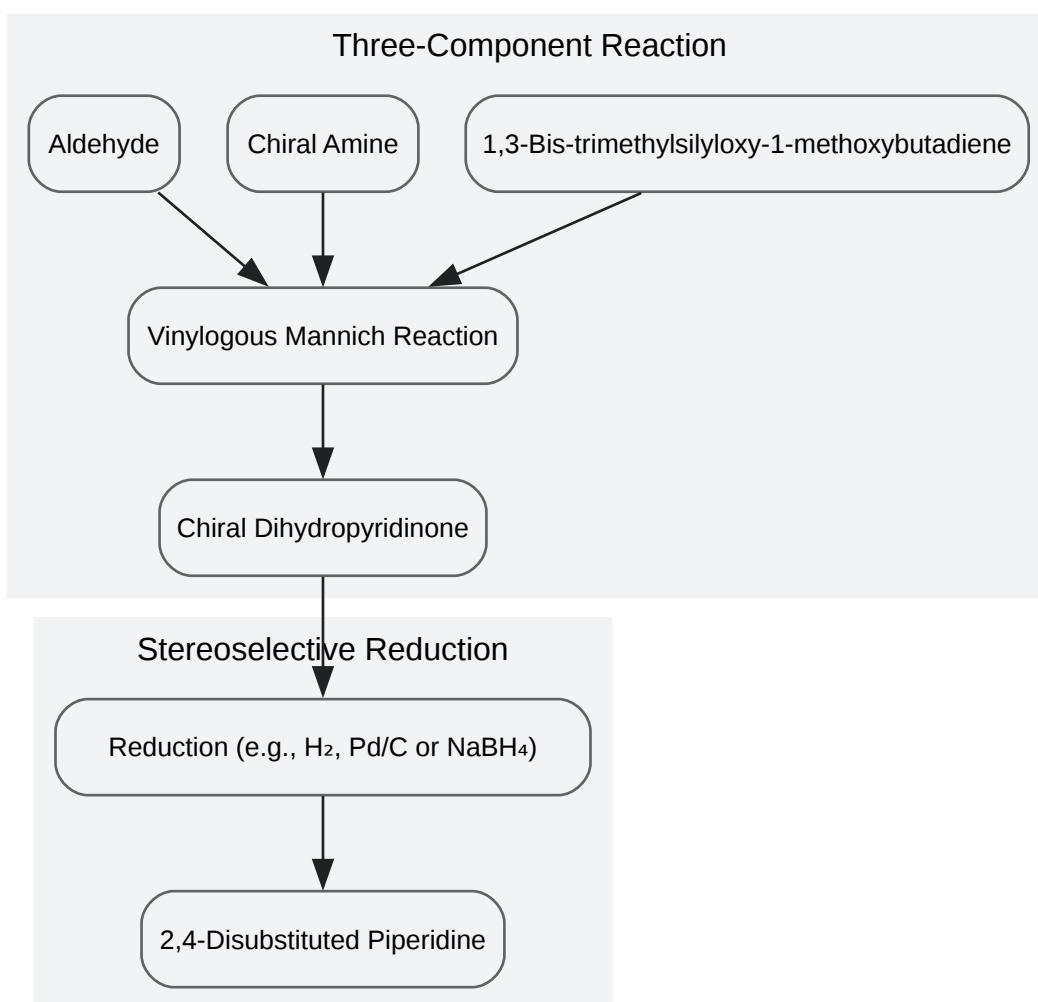 Three-Component Reaction
Aldehyde
Chiral Amine
1,3-Bis-trimethylsilyloxy-1-methoxybutadiene
Vinylogous Mannich Reaction
Chiral Dihydropyridinone
Stereoselective Reduction
Reduction (e.g., H₂, Pd/C or NaBH₄)
2,4-Disubstituted Piperidine